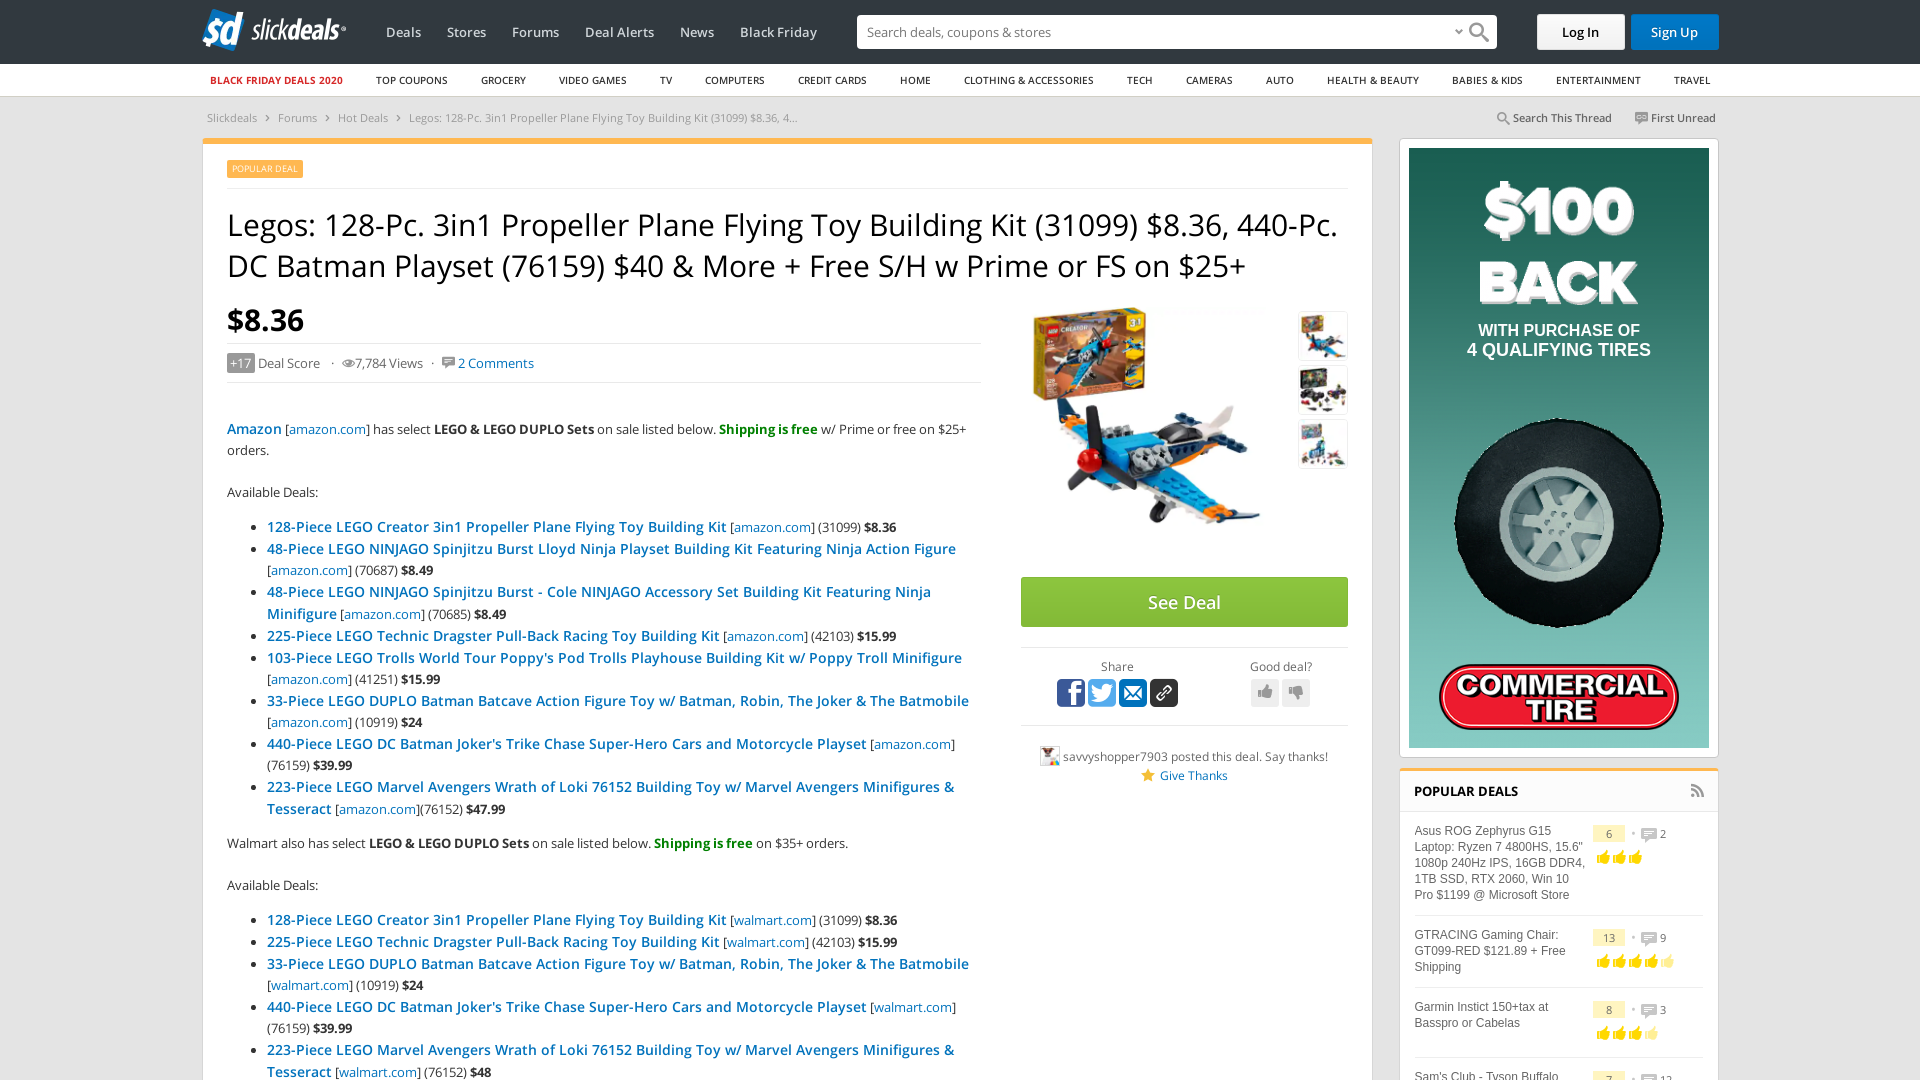 slickdeals
Deals
Stores
Forums
Deal Alerts
News
Black Friday
Search deals, coupons & stores
Log In
Sign Up
BLACK FRIDAY DEALS 2020
TOP COUPONS
GROCERY
VIDEO GAMES
TV
COMPUTERS
CREDIT CARDS
HOME
CLOTHING & ACCESSORIES
TECH
CAMERAS
AUTO
HEALTH & BEAUTY
BABIES & KIDS
ENTERTAINMENT
TRAVEL
Slickdeals › Forums › Hot Deals › Legos: 128-Pc. 3in1 Propeller Plane Flying Toy Building Kit (31099) $8.36, 4...
Search This Thread
First Unread
POPULAR DEAL
Legos: 128-Pc. 3in1 Propeller Plane Flying Toy Building Kit (31099) $8.36, 440-Pc.
DC Batman Playset (76159) $40 & More + Free S/H w Prime or FS on $25+
$8.36
+17 Deal Score · 7,784 Views · 2 Comments
Amazon [amazon.com] has select LEGO & LEGO DUPLO Sets on sale listed below. Shipping is free w/ Prime or free on $25+
orders.
Available Deals:
• 128-Piece LEGO Creator 3in1 Propeller Plane Flying Toy Building Kit [amazon.com] (31099) $8.36
• 48-Piece LEGO NINJAGO Spinjitzu Burst Lloyd Ninja Playset Building Kit Featuring Ninja Action Figure
[amazon.com] (70687) $8.49
• 48-Piece LEGO NINJAGO Spinjitzu Burst - Cole NINJAGO Accessory Set Building Kit Featuring Ninja
Minifigure [amazon.com] (70685) $8.49
• 225-Piece LEGO Technic Dragster Pull-Back Racing Toy Building Kit [amazon.com] (42103) $15.99
• 103-Piece LEGO Trolls World Tour Poppy's Pod Trolls Playhouse Building Kit w/ Poppy Troll Minifigure
[amazon.com] (41251) $15.99
• 33-Piece LEGO DUPLO Batman Batcave Action Figure Toy w/ Batman, Robin, The Joker & The Batmobile
[amazon.com] (10919) $24
• 440-Piece LEGO DC Batman Joker's Trike Chase Super-Hero Cars and Motorcycle Playset [amazon.com]
(76159) $39.99
• 223-Piece LEGO Marvel Avengers Wrath of Loki 76152 Building Toy w/ Marvel Avengers Minifigures &
Tesseract [amazon.com](76152) $47.99
Walmart also has select LEGO & LEGO DUPLO Sets on sale listed below. Shipping is free on $35+ orders.
Available Deals:
• 128-Piece LEGO Creator 3in1 Propeller Plane Flying Toy Building Kit [walmart.com] (31099) $8.36
• 225-Piece LEGO Technic Dragster Pull-Back Racing Toy Building Kit [walmart.com] (42103) $15.99
• 33-Piece LEGO DUPLO Batman Batcave Action Figure Toy w/ Batman, Robin, The Joker & The Batmobile
[walmart.com] (10919) $24
• 440-Piece LEGO DC Batman Joker's Trike Chase Super-Hero Cars and Motorcycle Playset [walmart.com]
(76159) $39.99
• 223-Piece LEGO Marvel Avengers Wrath of Loki 76152 Building Toy w/ Marvel Avengers Minifigures &
Tesseract [walmart.com] (76152) $48
See Deal
Share
Good deal?
savvyshopper7903 posted this deal. Say thanks!
Give Thanks
$100
BACK
WITH PURCHASE OF
4 QUALIFYING TIRES
COMMERCIAL
TIRE
POPULAR DEALS
Asus ROG Zephyrus G15
Laptop: Ryzen 7 4800HS, 15.6"
1080p 240Hz IPS, 16GB DDR4,
1TB SSD, RTX 2060, Win 10
Pro $1199 @ Microsoft Store
6 • 2
GTRACING Gaming Chair:
GT099-RED $121.89 + Free
Shipping
13 • 9
Garmin Instict 150+tax at
Basspro or Cabelas
8 • 3
Sam's Club - Tyson Buffalo
7 • 12